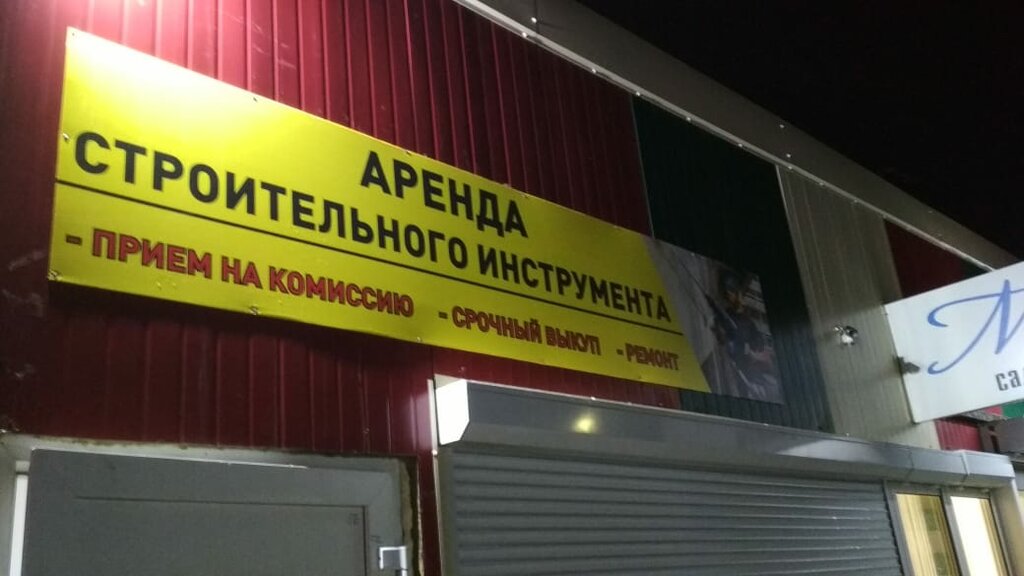 АРЕНДА
СТРОИТЕЛЬНОГО ИНСТРУМЕНТА
- ПРИЕМ НА КОМИССИЮ - СРОЧНЫЙ ВЫКУП - РЕМОНТ